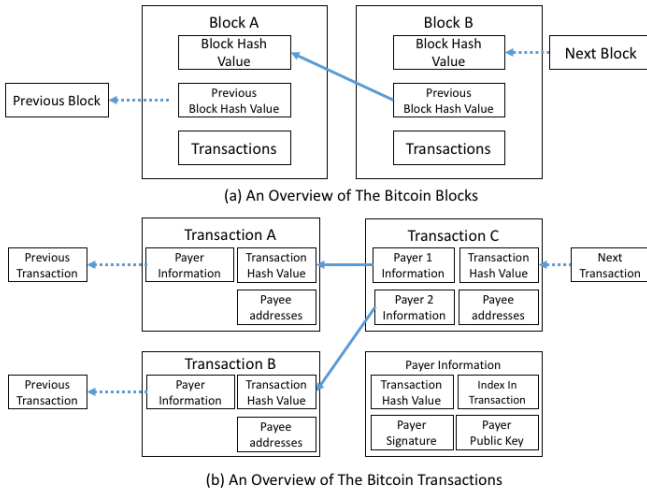 Block A
Block B
Block Hash
Value
Block Hash
Value
Next Block
Previous Block
Previous
Block Hash Value
Previous
Block Hash Value
Transactions
Transactions
(a) An Overview of The Bitcoin Blocks
Transaction A
Transaction C
Previous
Transaction
Payer
Information
Transaction
Hash Value
Payer 1
Information
Transaction
Hash Value
Next
Transaction
Payee
addresses
Payer 2
Information
Payee
addresses
Transaction B
Payer Information
Previous
Transaction
Payer
Information
Transaction
Hash Value
Transaction
Hash Value
Index In
Transaction
Payee
addresses
Payer
Signature
Payer
Public Key
(b) An Overview of The Bitcoin Transactions